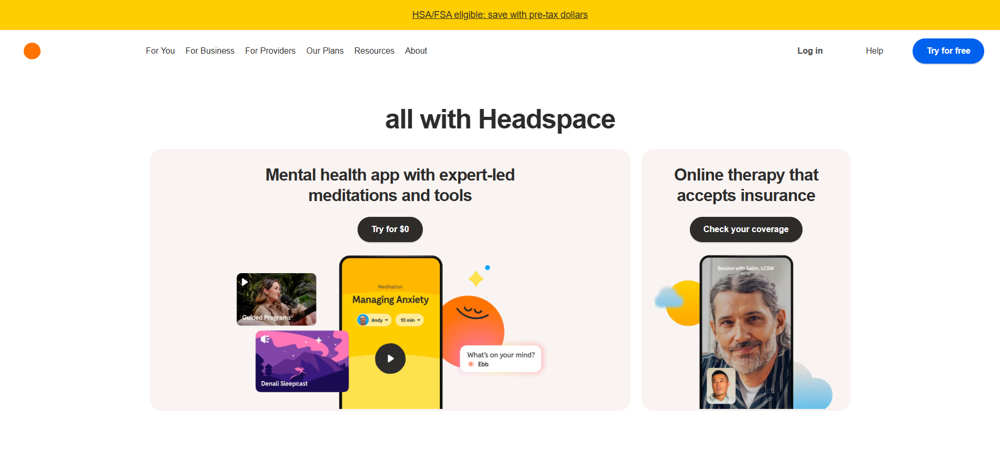 HSA/FSA eligible: save with pre-tax dollars
For You For Business For Providers Our Plans Resources About Log in Help Try for free
all with Headspace
Mental health app with expert-led
meditations and tools
Try for $0
Guided Programs
Denali Sleepcast
Meditation
Managing Anxiety
Andy 10 min
What's on your mind?
Ebb
Online therapy that
accepts insurance
Check your coverage
Session with Salim, LCSW
00:32